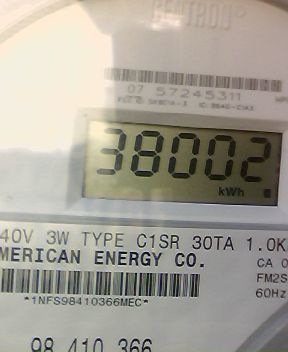 CENTRON®
07 57245311
38002
kWh
40V 3W TYPE C1SR 30TA 1.0K
MERICAN ENERGY CO.
CA 0
FM2S
60Hz
*1NFS98410366MEC*
98 410 366